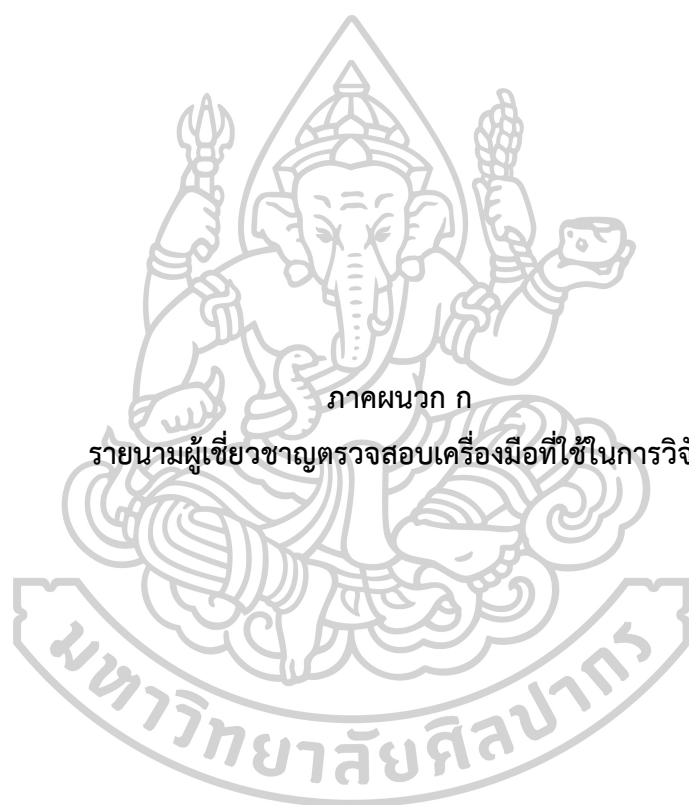 ภาคผนวก ก
รายนามผู้เชี่ยวชาญตรวจสอบเครื่องมือที่ใช้ในการวิจั
มหาวิทยาลัยศิลปากร